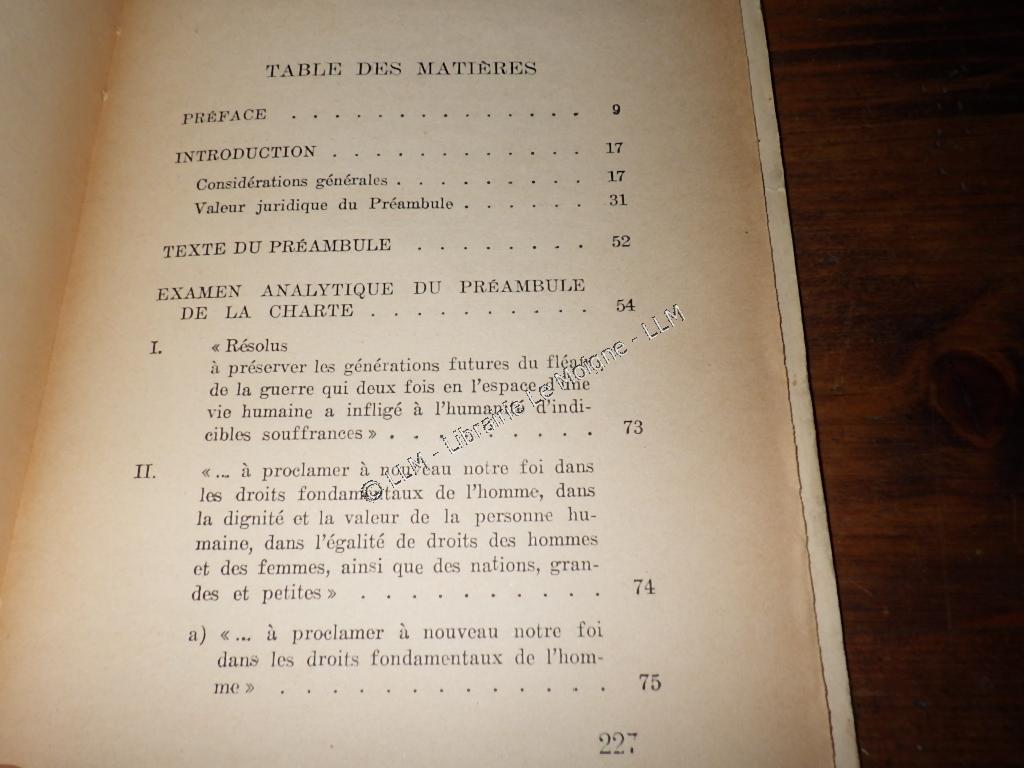 TABLE DES MATIÈRES
PRÉFACE . . . . . . . . . . . . . 9
INTRODUCTION . . . . . . . . . . . . 17
Considérations générales . . . . . . . . . 17
Valeur juridique du Préambule . . . . . . 31
TEXTE DU PRÉAMBULE . . . . . . . . 52
EXAMEN ANALYTIQUE DU PRÉAMBULE
DE LA CHARTE . . . . . . . . . . 54
I. « Résolus
à préserver les générations futures du fléau
de la guerre qui deux fois en l'espace d'une
vie humaine a infligé à l'humanité d'indi-
cibles souffrances » . . . . . . . . . 73
II. « ... à proclamer à nouveau notre foi dans
les droits fondamentaux de l'homme, dans
la dignité et la valeur de la personne hu-
maine, dans l'égalité de droits des hommes
et des femmes, ainsi que des nations, gran-
des et petites » . . . . . . . . . . 74
a) « ... à proclamer à nouveau notre foi
dans les droits fondamentaux de l'hom-
me » . . . . . . . . . . . . . 75
227
© LLM - Librairie Le Moigne - LLM